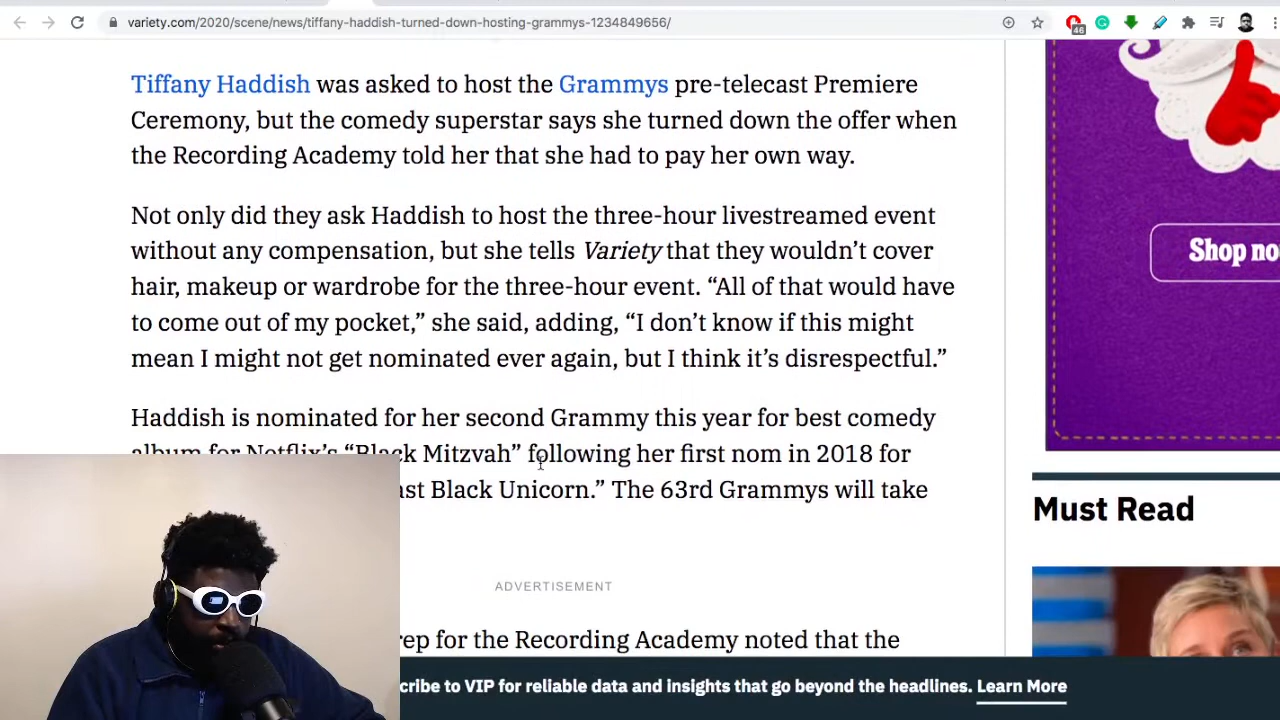 variety.com/2020/scene/news/tiffany-haddish-turned-down-hosting-grammys-1234849656/
46
Tiffany Haddish was asked to host the Grammys pre-telecast Premiere
Ceremony, but the comedy superstar says she turned down the offer when
the Recording Academy told her that she had to pay her own way.
Not only did they ask Haddish to host the three-hour livestreamed event
without any compensation, but she tells Variety that they wouldn’t cover
hair, makeup or wardrobe for the three-hour event. “All of that would have
to come out of my pocket,” she said, adding, “I don’t know if this might
mean I might not get nominated ever again, but I think it’s disrespectful.”
Haddish is nominated for her second Grammy this year for best comedy
album for Netflix’s “Black Mitzvah” following her first nom in 2018 for
ast Black Unicorn.” The 63rd Grammys will take
ADVERTISEMENT
rep for the Recording Academy noted that the
Shop no
Must Read
cribe to VIP for reliable data and insights that go beyond the headlines. Learn More